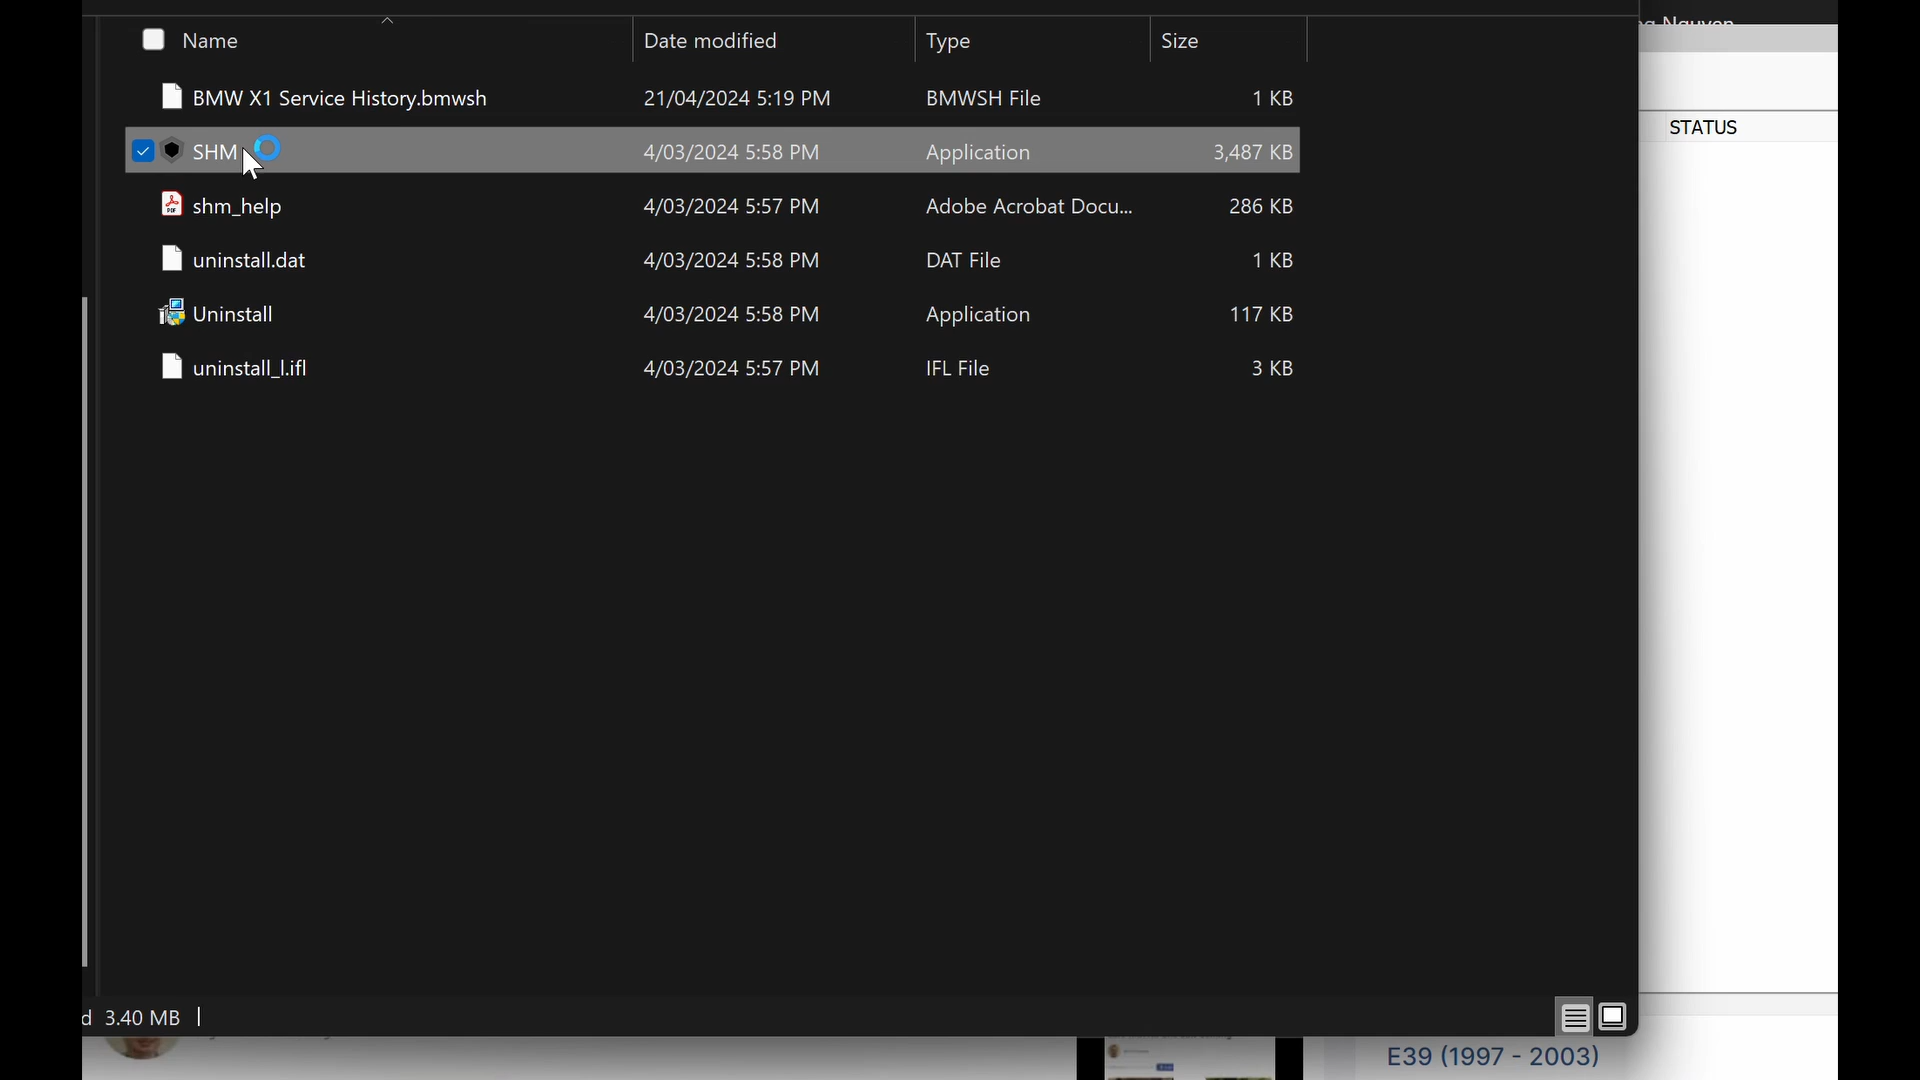 Nguyen
Name Date modified Type Size
BMW X1 Service History.bmwsh 21/04/2024 5:19 PM BMWSH File 1 KB
STATUS
SHM 4/03/2024 5:58 PM Application 3,487 KB
shm_help 4/03/2024 5:57 PM Adobe Acrobat Docu... 286 KB
uninstall.dat 4/03/2024 5:58 PM DAT File 1 KB
Uninstall 4/03/2024 5:58 PM Application 117 KB
uninstall_l.ifl 4/03/2024 5:57 PM IFL File 3 KB
d 3.40 MB
E39 (1997 - 2003)